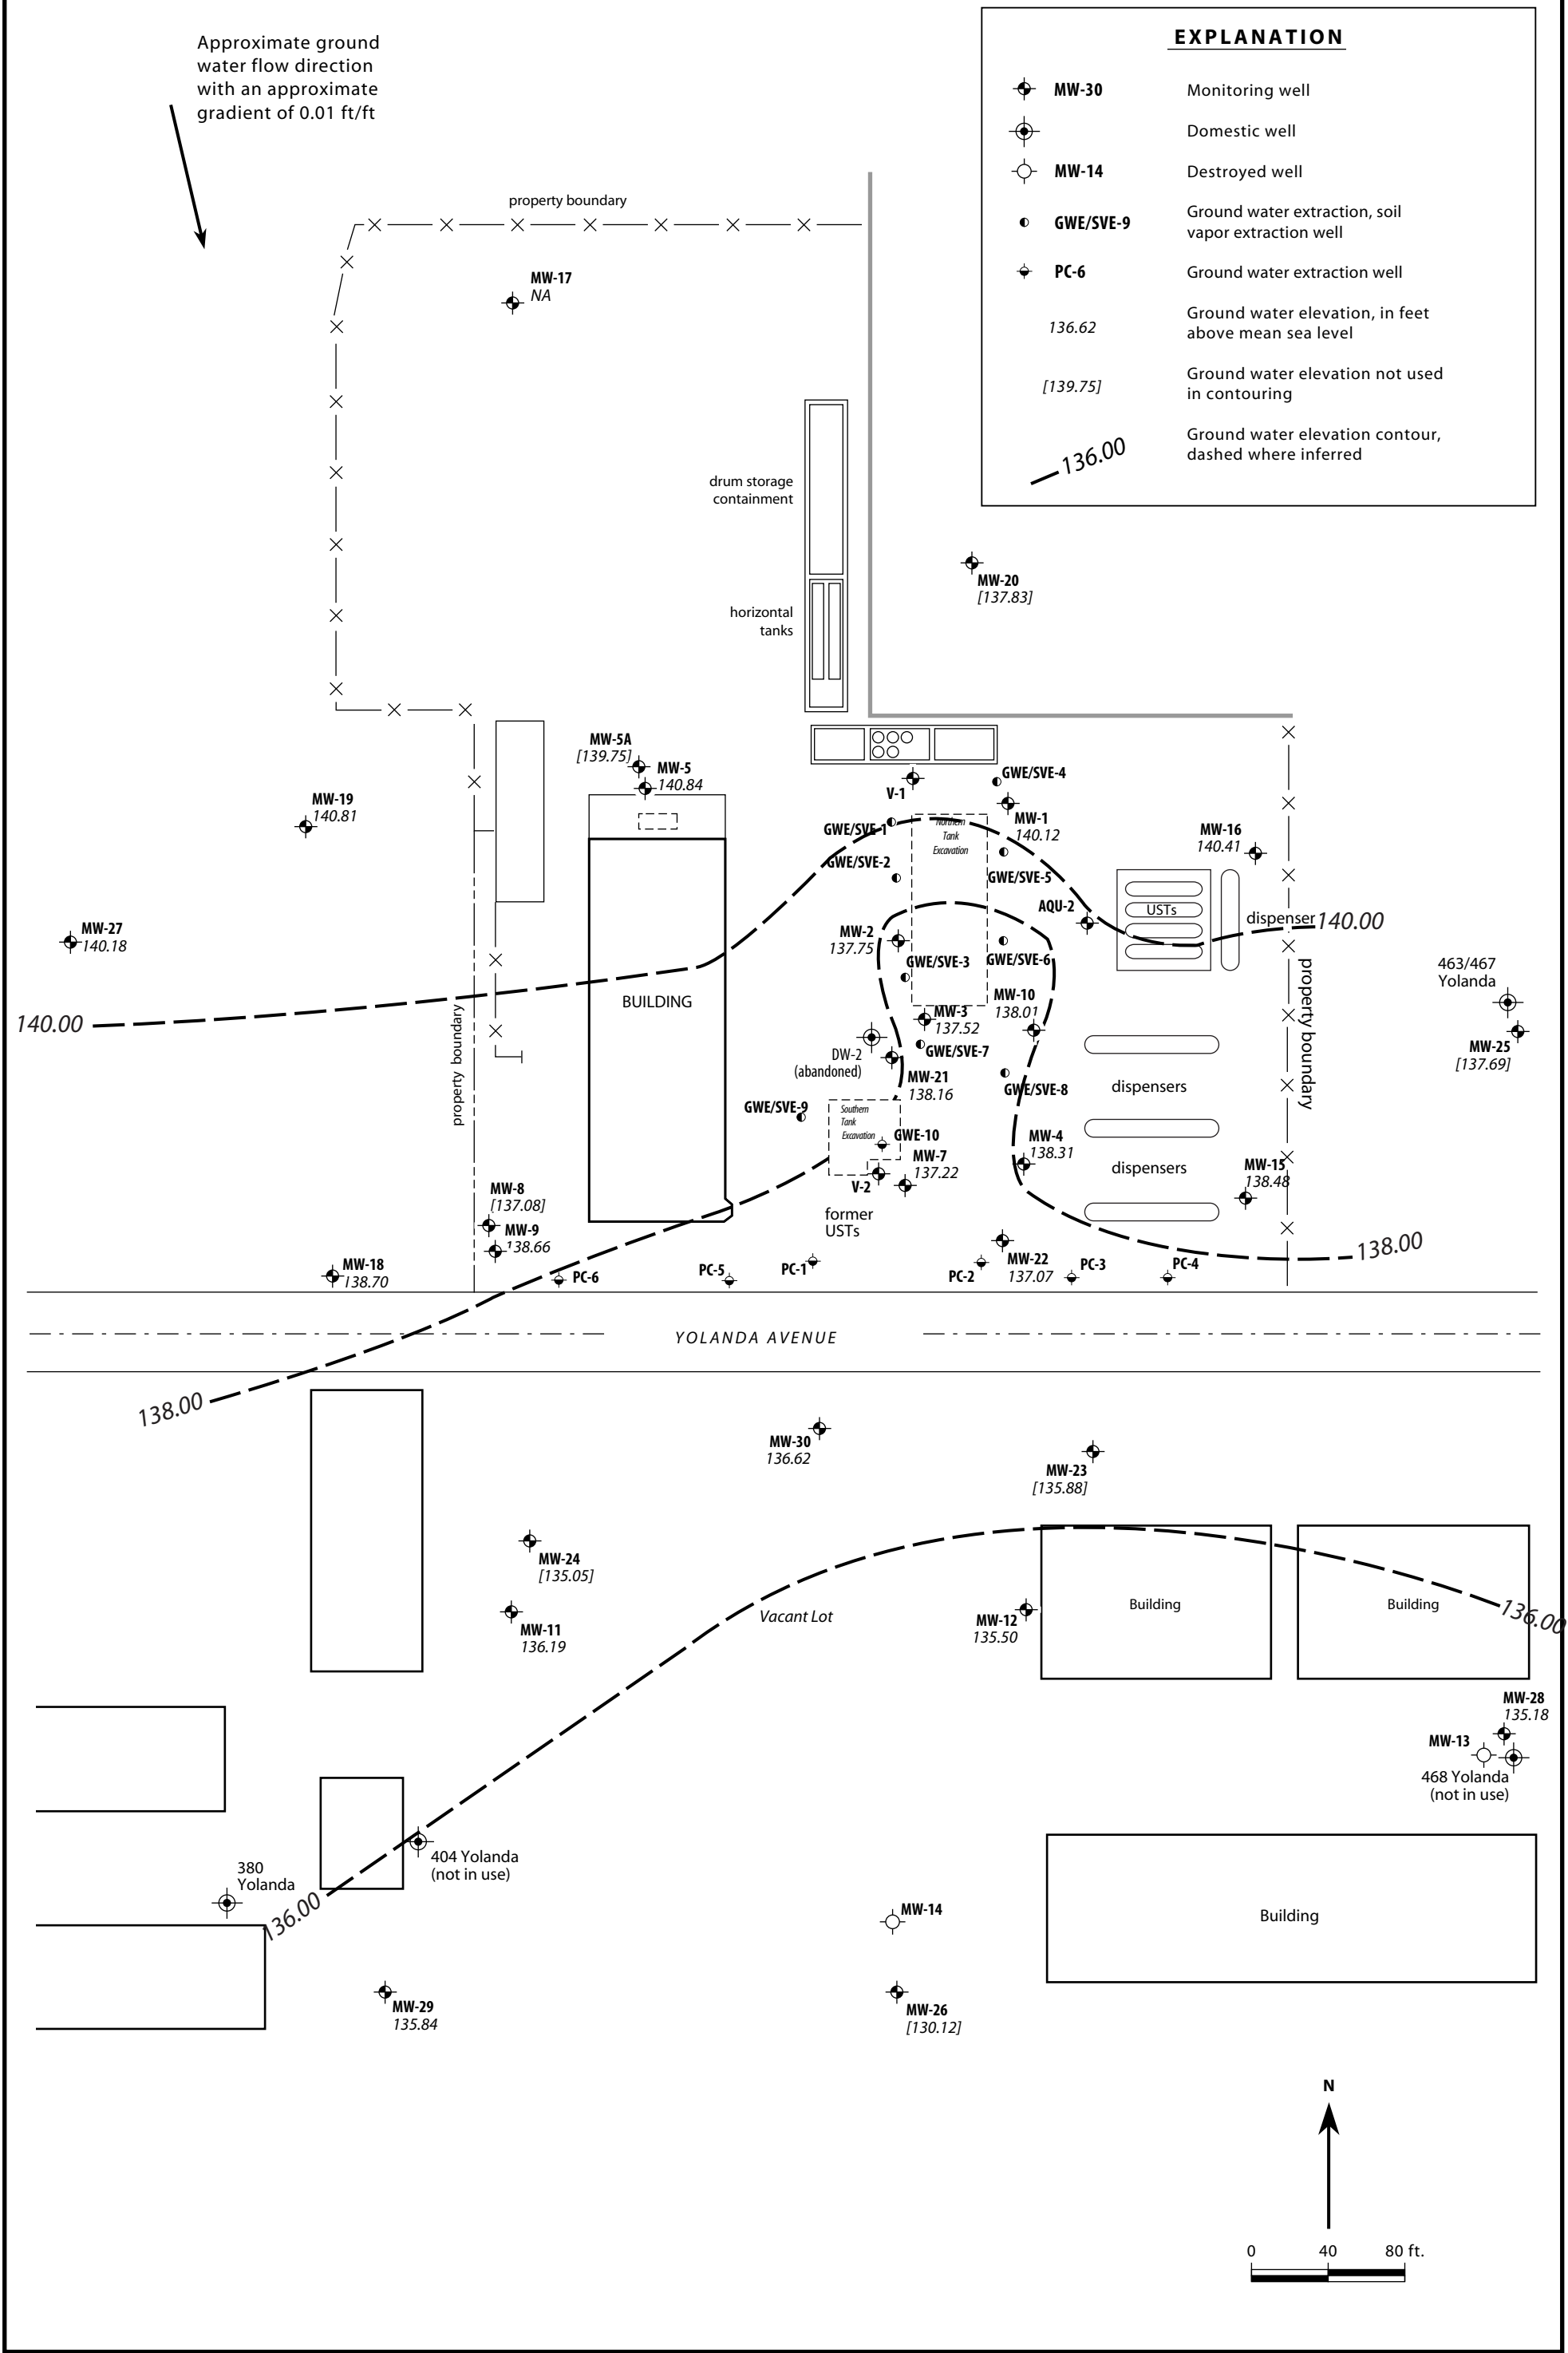 Approximate ground
water flow direction
with an approximate
gradient of 0.01 ft/ft
EXPLANATION
MW-30 Monitoring well
Domestic well
MW-14 Destroyed well
GWE/SVE-9 Ground water extraction, soil
vapor extraction well
PC-6 Ground water extraction well
136.62 Ground water elevation, in feet
above mean sea level
[139.75] Ground water elevation not used
in contouring
136.00 Ground water elevation contour,
dashed where inferred
property boundary
MW-17
NA
drum storage
containment
horizontal
tanks
MW-20
[137.83]
MW-5A
[139.75]
MW-5
140.84
MW-19
140.81
V-1
GWE/SVE-4
MW-1
140.12
GWE/SVE-1
Northern
Tank
Excavation
MW-16
140.41
GWE/SVE-2
GWE/SVE-5
AQU-2
USTs
dispenser
140.00
MW-27
140.18
MW-2
137.75
GWE/SVE-6
GWE/SVE-3
463/467
Yolanda
MW-25
[137.69]
140.00
BUILDING
MW-10
138.01
MW-3
137.52
GWE/SVE-7
DW-2
(abandoned)
MW-21
138.16
GWE/SVE-8
dispensers
property boundary
property boundary
GWE/SVE-9
Southern
Tank
Excavation
GWE-10
MW-4
138.31
dispensers
MW-7
137.22
V-2
MW-15
138.48
MW-8
[137.08]
former
USTs
MW-9
138.66
MW-18
138.70
PC-6
PC-5
PC-1
PC-2
MW-22
137.07
PC-3
PC-4
138.00
YOLANDA AVENUE
138.00
MW-30
136.62
MW-23
[135.88]
MW-24
[135.05]
MW-11
136.19
Vacant Lot
MW-12
135.50
Building
Building
136.00
MW-28
135.18
MW-13
468 Yolanda
(not in use)
404 Yolanda
(not in use)
380
Yolanda
136.00
MW-14
Building
MW-29
135.84
MW-26
[130.12]
N
0 40 80 ft.